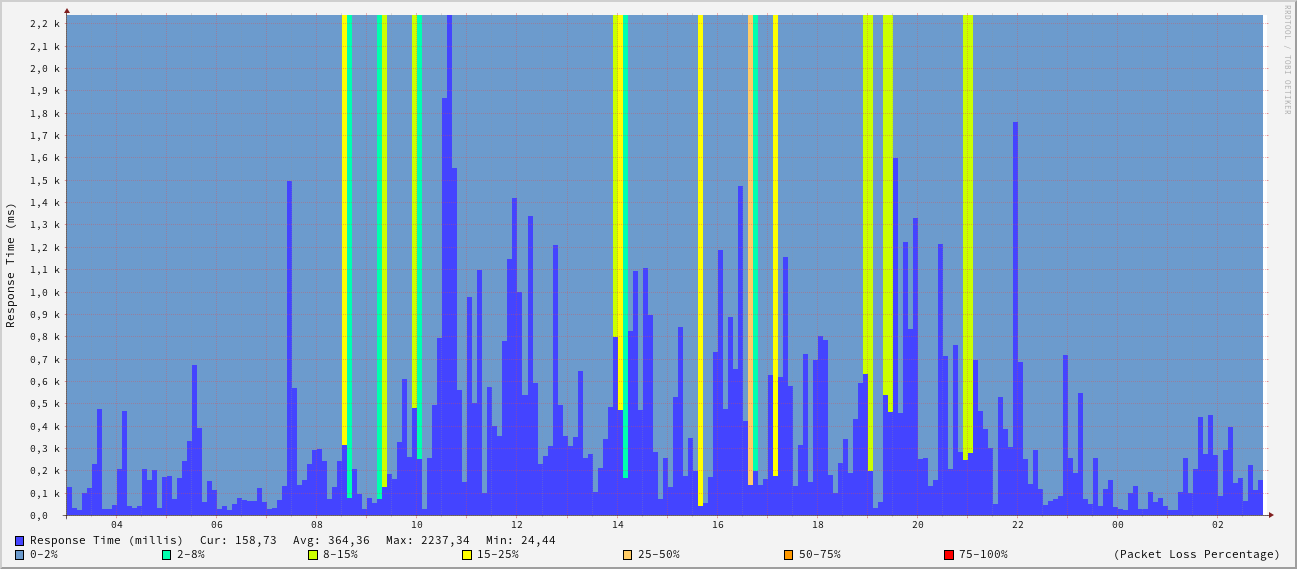 RRDTOOL / TOBI OETIKER
Response Time (ms)
2,2 k
2,1 k
2,0 k
1,9 k
1,8 k
1,7 k
1,6 k
1,5 k
1,4 k
1,3 k
1,2 k
1,1 k
1,0 k
0,9 k
0,8 k
0,7 k
0,6 k
0,5 k
0,4 k
0,3 k
0,2 k
0,1 k
0,0
04 06 08 10 12 14 16 18 20 22 00 02
Response Time (millis) Cur: 158,73 Avg: 364,36 Max: 2237,34 Min: 24,44
0-2% 2-8% 8-15% 15-25% 25-50% 50-75% 75-100% (Packet Loss Percentage)